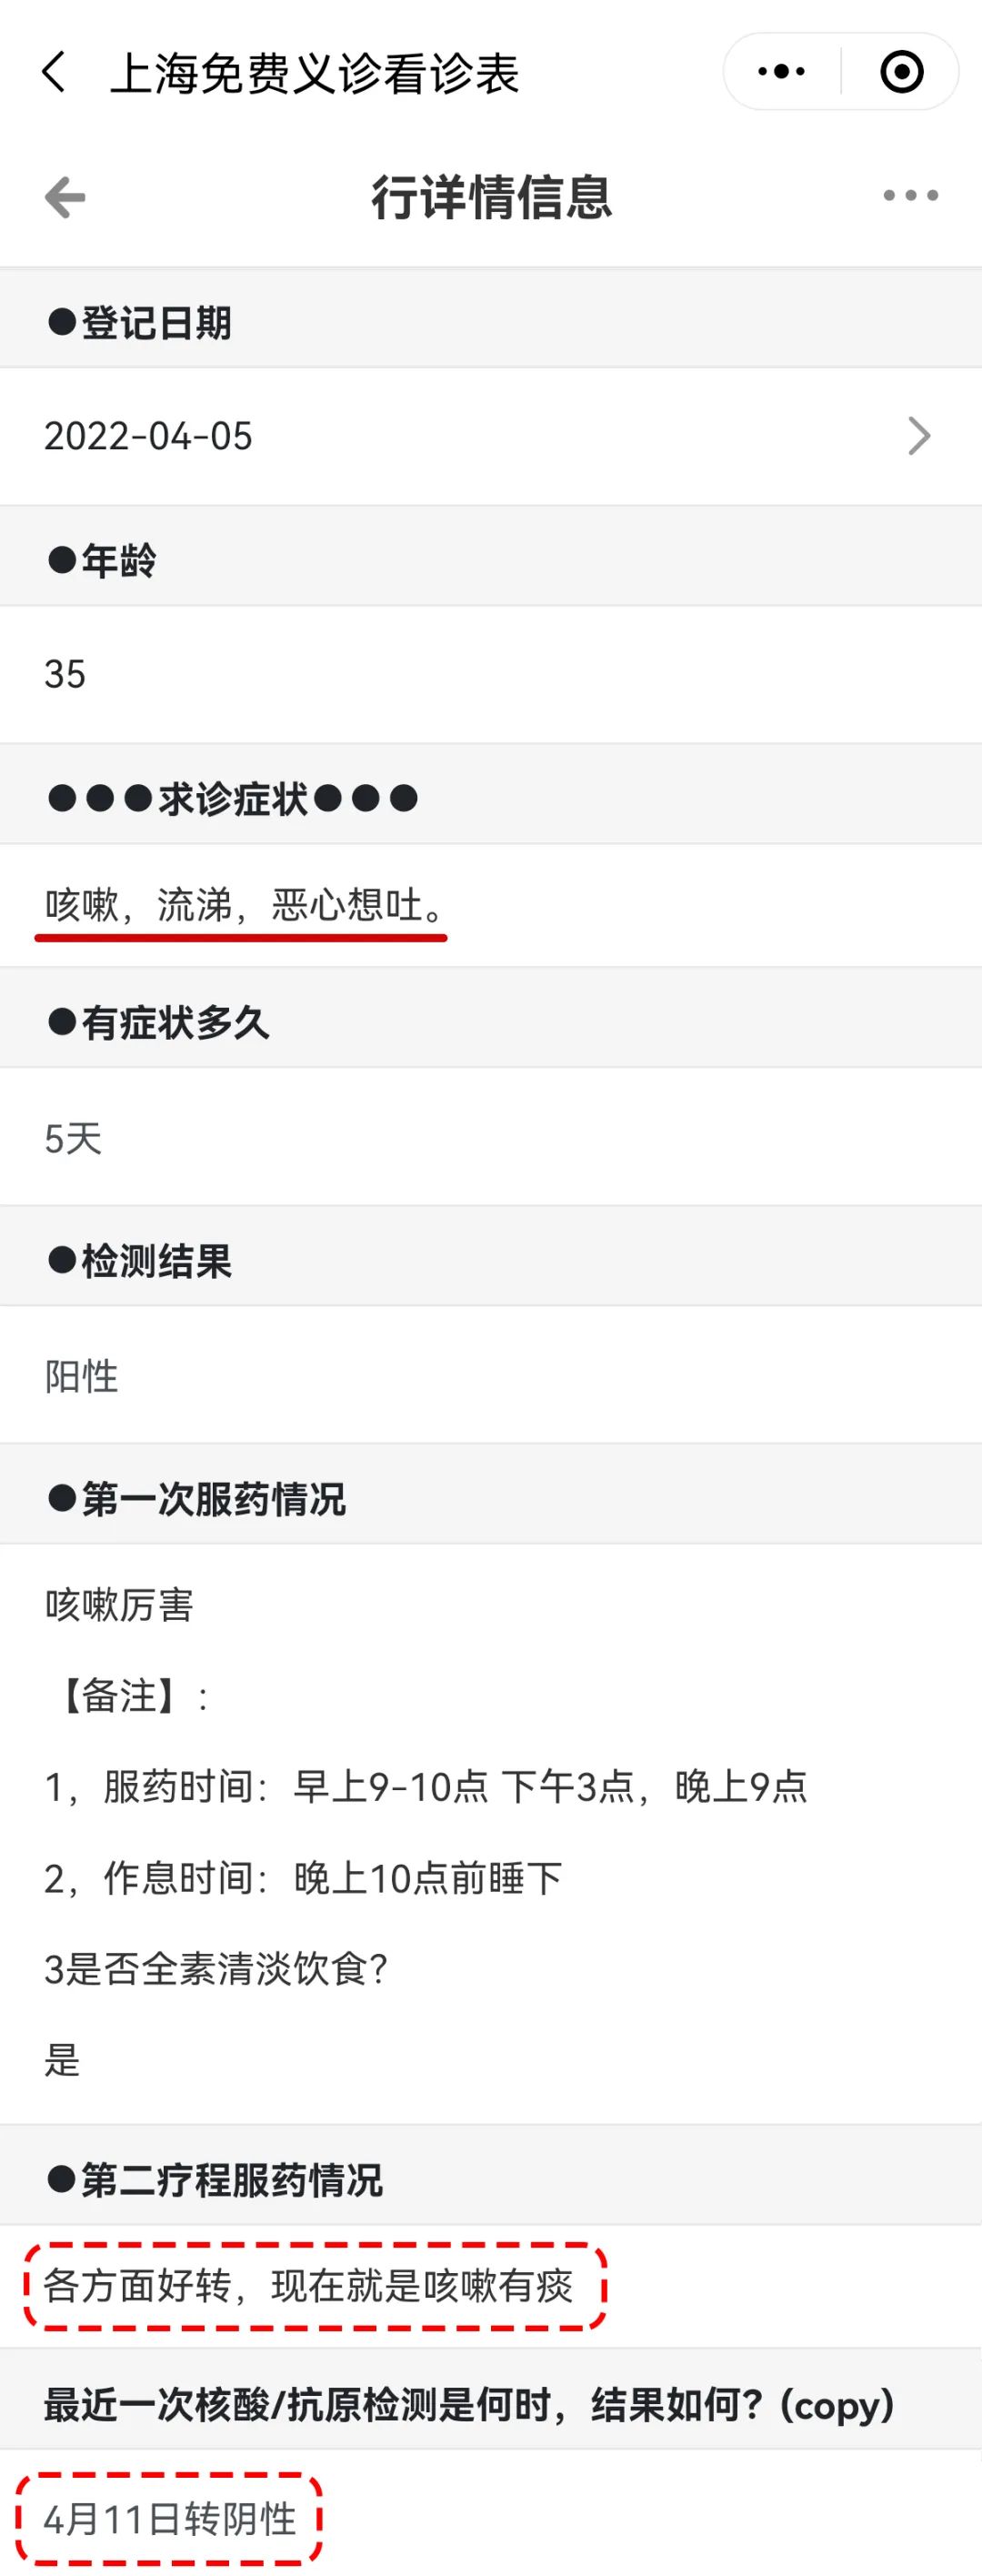 上海免费义诊看诊表
行详情信息
●登记日期
2022-04-05
●年龄
35
●●●求诊症状●●●
咳嗽，流涕，恶心想吐。
●有症状多久
5天
●检测结果
阳性
●第一次服药情况
咳嗽厉害
【备注】：
1，服药时间：早上9-10点 下午3点，晚上9点
2，作息时间：晚上10点前睡下
3是否全素清淡饮食？
是
●第二疗程服药情况
各方面好转，现在就是咳嗽有痰
最近一次核酸/抗原检测是何时，结果如何？(copy)
4月11日转阴性